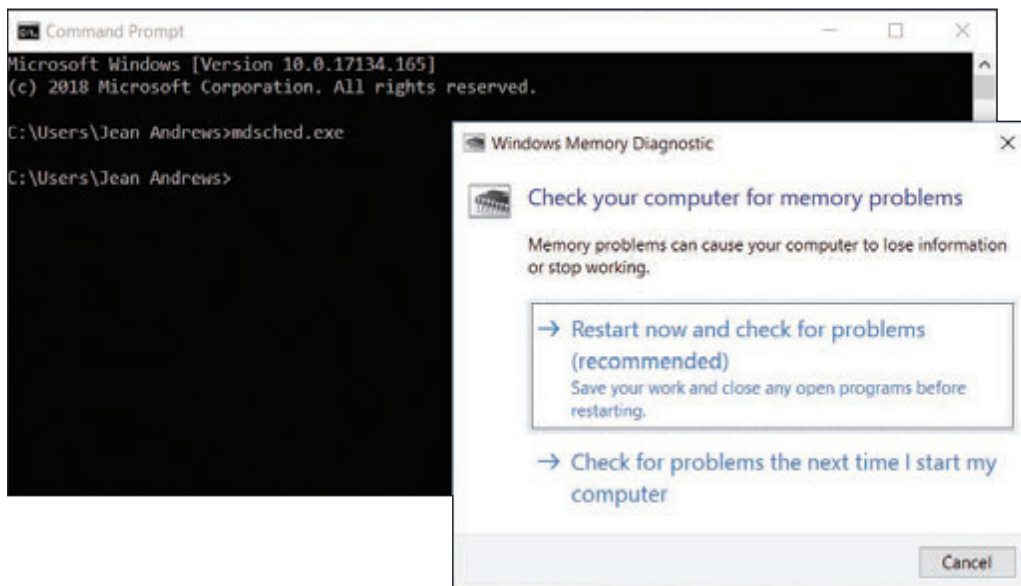 Command Prompt
Microsoft Windows [Version 10.0.17134.165]
(c) 2018 Microsoft Corporation. All rights reserved.
C:\Users\Jean Andrews>mdsched.exe
C:\Users\Jean Andrews>
Windows Memory Diagnostic
Check your computer for memory problems
Memory problems can cause your computer to lose information
or stop working.
→ Restart now and check for problems
(recommended)
Save your work and close any open programs before
restarting.
→ Check for problems the next time I start my
computer
Cancel